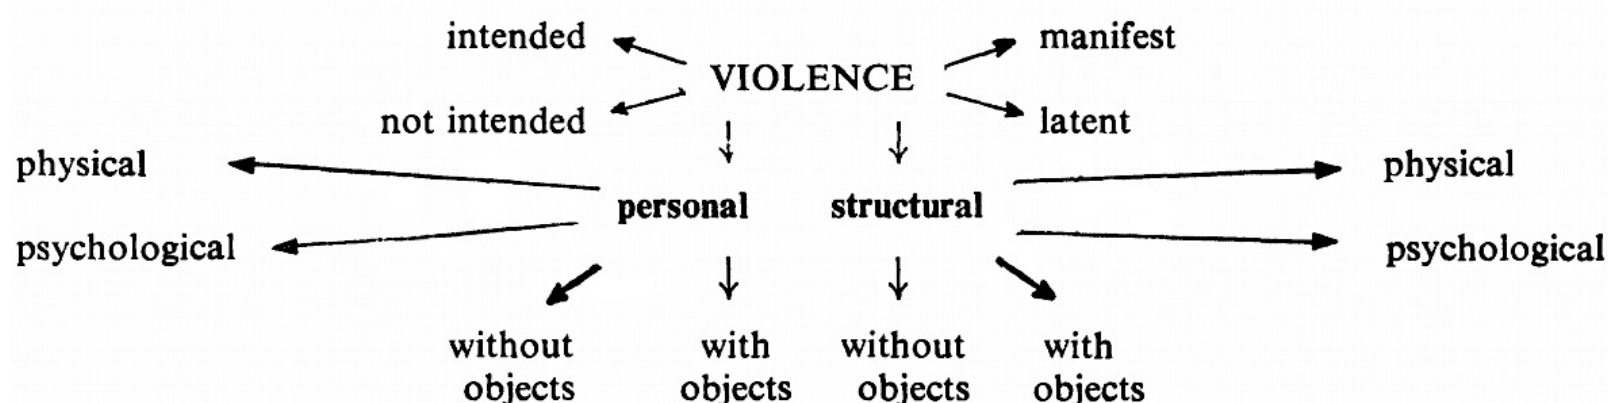 intended
manifest
VIOLENCE
not intended
latent
physical
physical
personal
structural
psychological
psychological
without
objects
with
objects
without
objects
with
objects